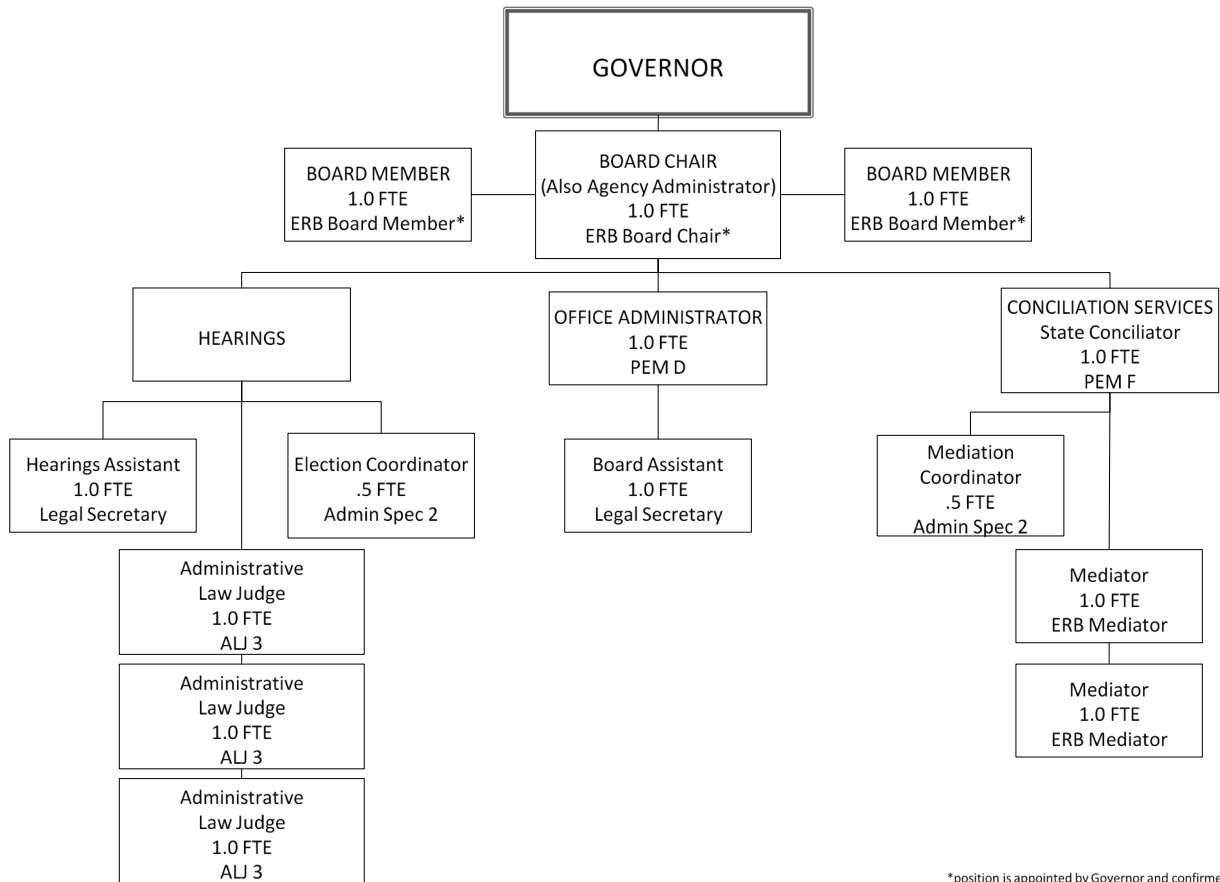 GOVERNOR
BOARD MEMBER
1.0 FTE
ERB Board Member*
BOARD CHAIR
(Also Agency Administrator)
1.0 FTE
ERB Board Chair*
BOARD MEMBER
1.0 FTE
ERB Board Member*
HEARINGS
OFFICE ADMINISTRATOR
1.0 FTE
PEM D
CONCILIATION SERVICES
State Conciliator
1.0 FTE
PEM F
Hearings Assistant
1.0 FTE
Legal Secretary
Election Coordinator
.5 FTE
Admin Spec 2
Board Assistant
1.0 FTE
Legal Secretary
Mediation
Coordinator
.5 FTE
Admin Spec 2
Administrative
Law Judge
1.0 FTE
ALJ 3
Mediator
1.0 FTE
ERB Mediator
Administrative
Law Judge
1.0 FTE
ALJ 3
Mediator
1.0 FTE
ERB Mediator
Administrative
Law Judge
1.0 FTE
ALJ 3
*position is appointed by Governor and confirme